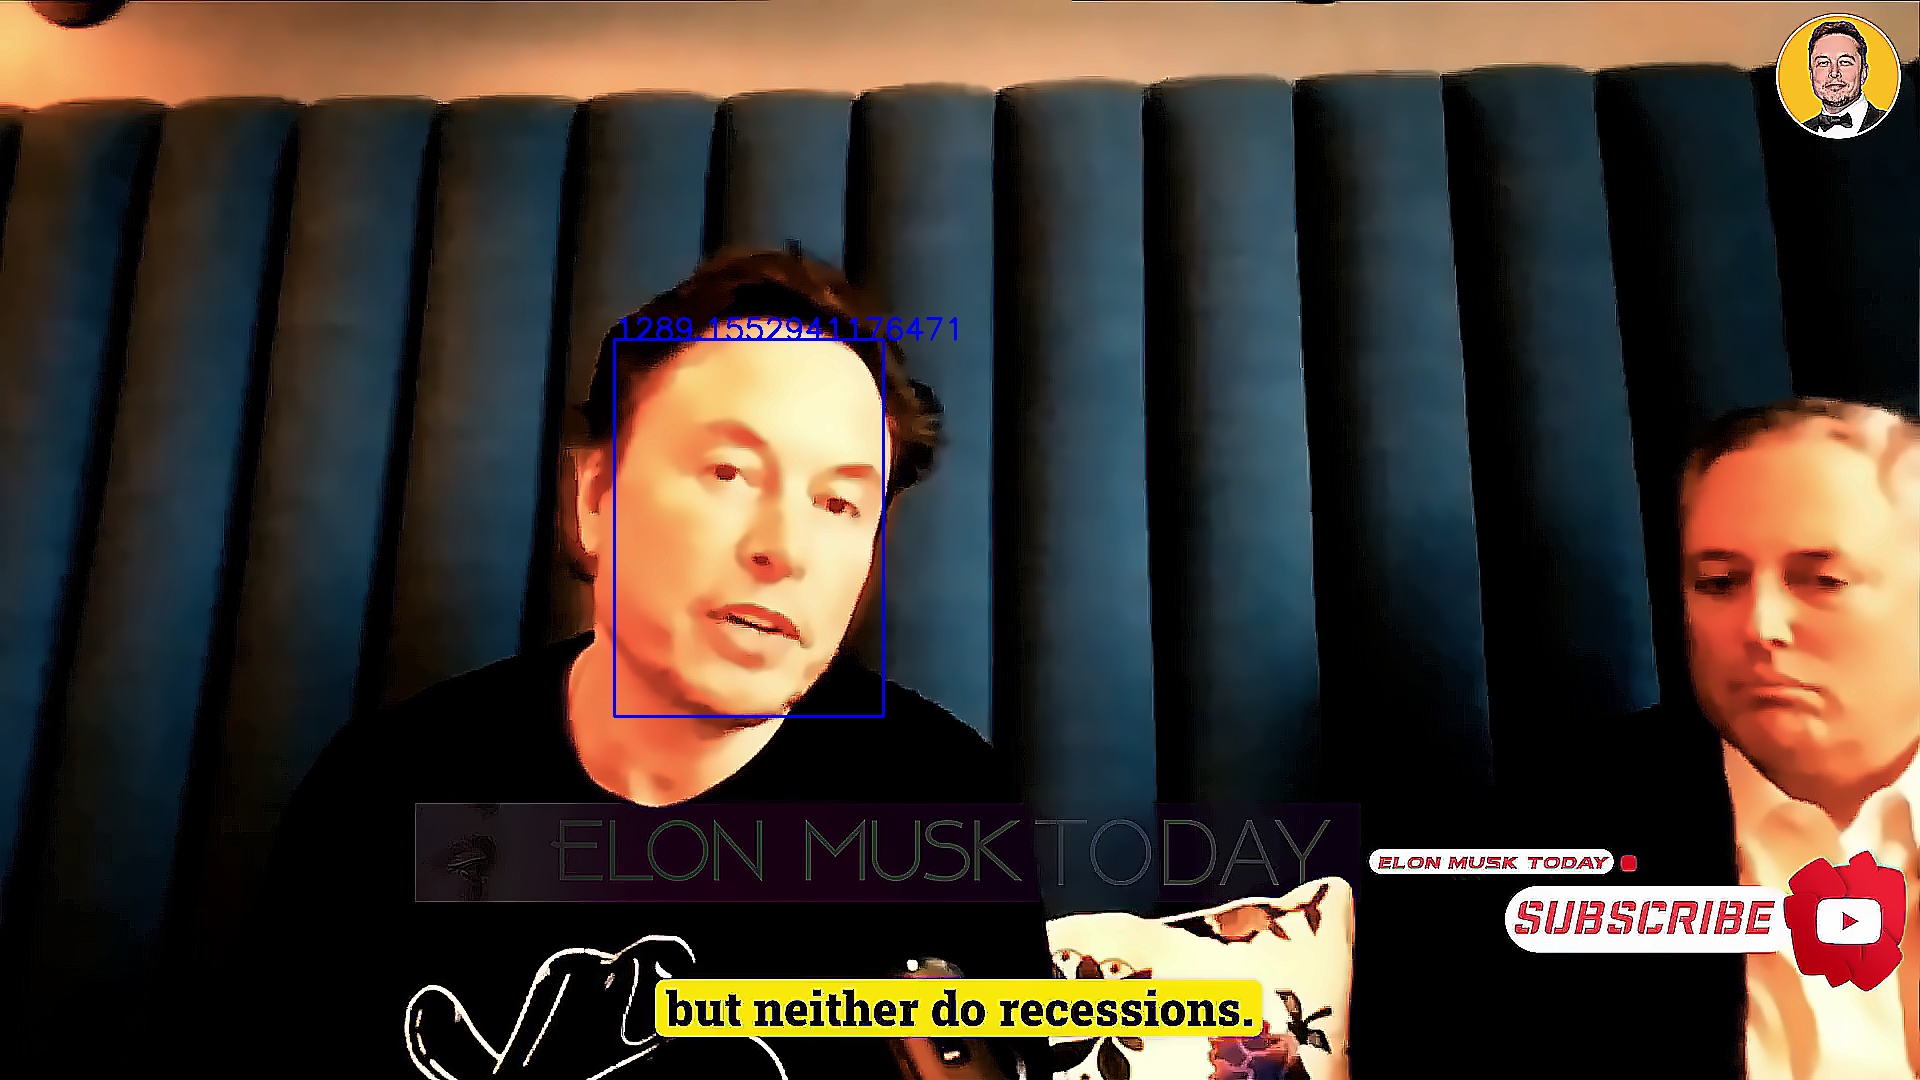 1289.1552941176471
ELON MUSK TODAY
ELON MUSK TODAY
SUBSCRIBE
but neither do recessions.